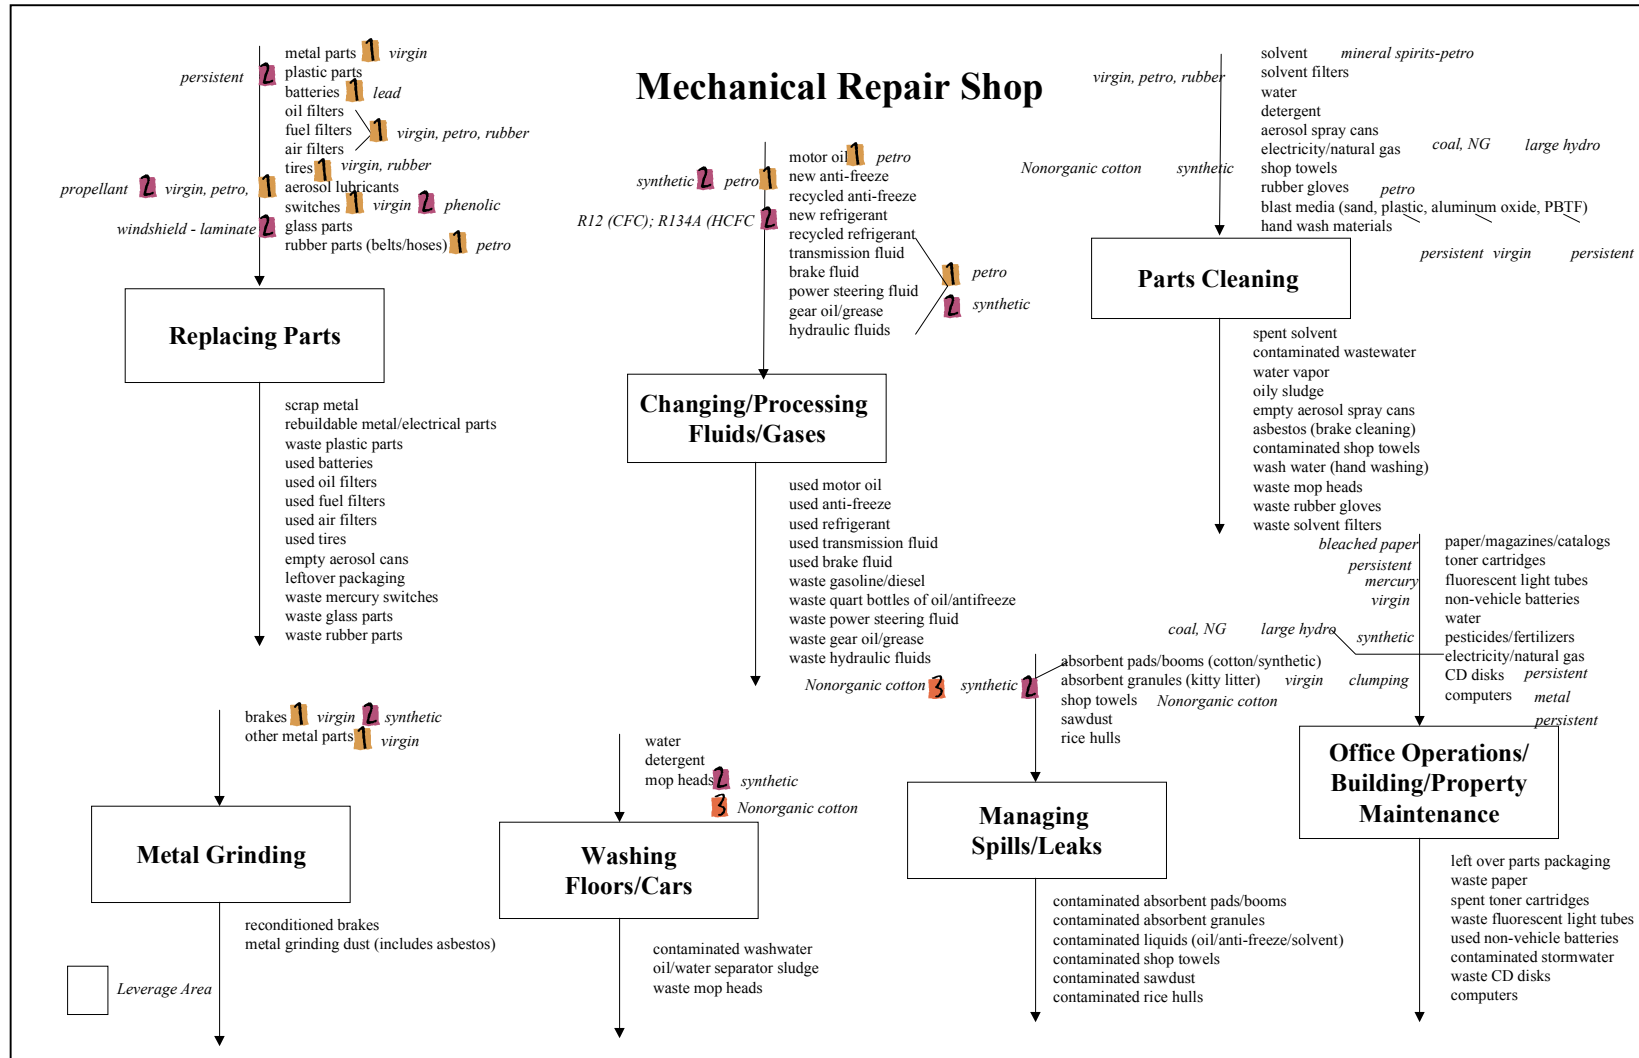 Mechanical Repair Shop
metal parts 1 virgin
persistent 2 plastic parts
batteries 1 lead
oil filters
fuel filters 1 virgin, petro, rubber
air filters
tires 1 virgin, rubber
propellant 2 virgin, petro, 1 aerosol lubricants
switches 1 virgin 2 phenolic
windshield - laminate 2 glass parts
rubber parts (belts/hoses) 1 petro
Replacing Parts
scrap metal
rebuildable metal/electrical parts
waste plastic parts
used batteries
used oil filters
used fuel filters
used air filters
used tires
empty aerosol cans
leftover packaging
waste mercury switches
waste glass parts
waste rubber parts
motor oil 1 petro
synthetic 2 petro 1 new anti-freeze
recycled anti-freeze
R12 (CFC); R134A (HCFC 2 new refrigerant
recycled refrigerant
transmission fluid
brake fluid 1 petro
power steering fluid
gear oil/grease 2 synthetic
hydraulic fluids
Changing/Processing
Fluids/Gases
used motor oil
used anti-freeze
used refrigerant
used transmission fluid
used brake fluid
waste gasoline/diesel
waste quart bottles of oil/antifreeze
waste power steering fluid
waste gear oil/grease
waste hydraulic fluids
solvent mineral spirits-petro
virgin, petro, rubber solvent filters
water
detergent
aerosol spray cans
electricity/natural gas coal, NG large hydro
Nonorganic cotton synthetic shop towels
rubber gloves petro
blast media (sand, plastic, aluminum oxide, PBTF)
hand wash materials
persistent virgin persistent
Parts Cleaning
spent solvent
contaminated wastewater
water vapor
oily sludge
empty aerosol spray cans
asbestos (brake cleaning)
contaminated shop towels
wash water (hand washing)
waste mop heads
waste rubber gloves
waste solvent filters
brakes 1 virgin 2 synthetic
other metal parts 1 virgin
Metal Grinding
reconditioned brakes
metal grinding dust (includes asbestos)
Leverage Area
water
detergent
mop heads 2 synthetic
3 Nonorganic cotton
Washing
Floors/Cars
contaminated washwater
oil/water separator sludge
waste mop heads
absorbent pads/booms (cotton/synthetic)
Nonorganic cotton 3 synthetic 2 absorbent granules (kitty litter) virgin clumping
shop towels Nonorganic cotton
sawdust
rice hulls
Managing
Spills/Leaks
contaminated absorbent pads/booms
contaminated absorbent granules
contaminated liquids (oil/anti-freeze/solvent)
contaminated shop towels
contaminated sawdust
contaminated rice hulls
bleached paper paper/magazines/catalogs
persistent toner cartridges
mercury fluorescent light tubes
virgin non-vehicle batteries
water
coal, NG large hydro synthetic pesticides/fertilizers
electricity/natural gas
CD disks persistent
computers metal
persistent
Office Operations/
Building/Property
Maintenance
left over parts packaging
waste paper
spent toner cartridges
waste fluorescent light tubes
used non-vehicle batteries
contaminated stormwater
waste CD disks
computers